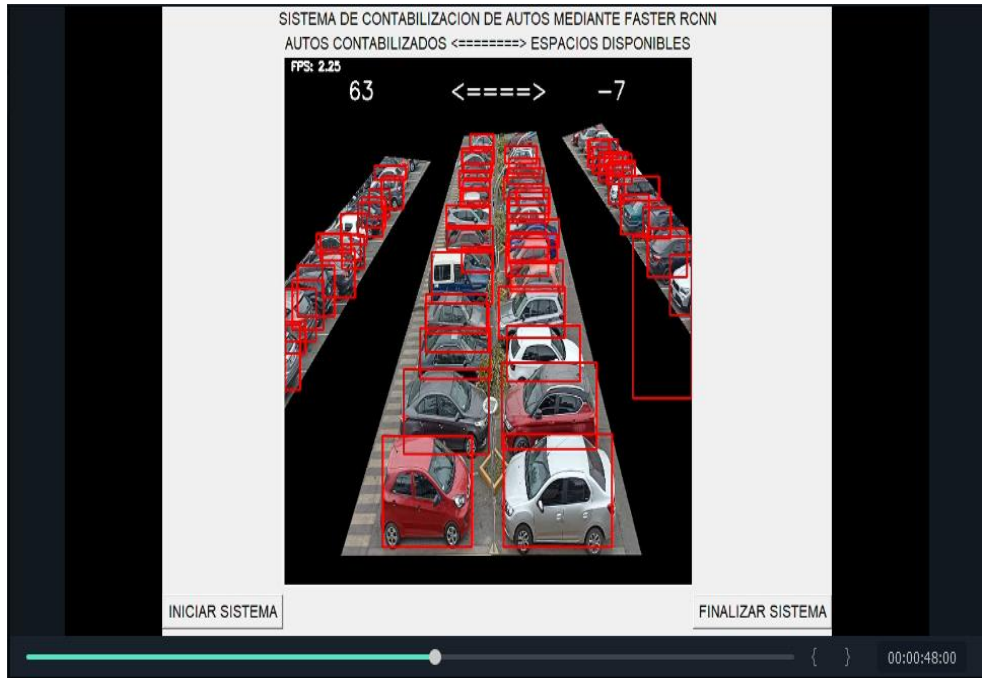 SISTEMA DE CONTABILIZACION DE AUTOS MEDIANTE FASTER RCNN
AUTOS CONTABILIZADOS <========> ESPACIOS DISPONIBLES
FPS: 2.25
63 <====> -7
INICIAR SISTEMA FINALIZAR SISTEMA
{ } 00:00:48:00